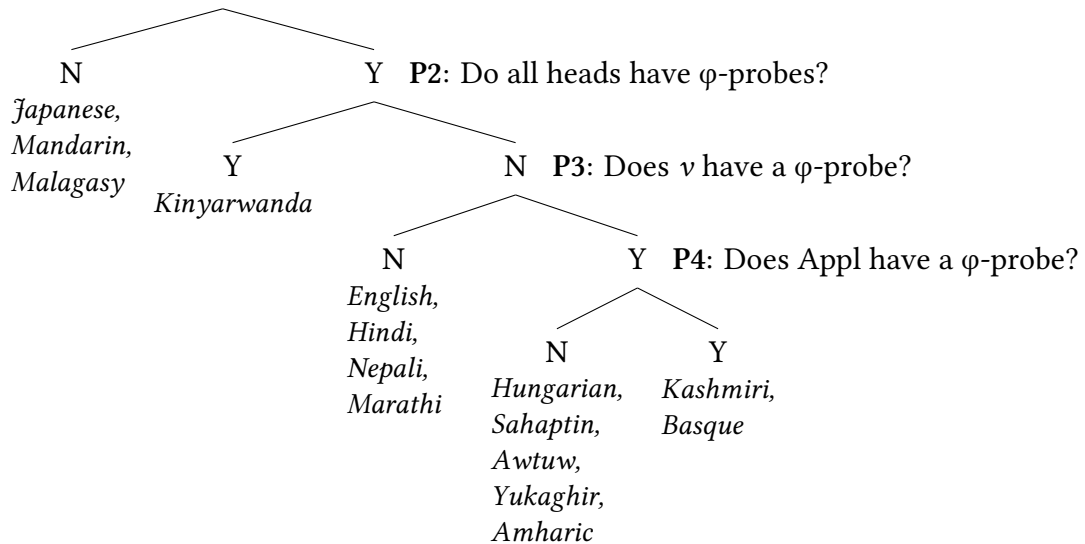 N
Y P2: Do all heads have φ-probes?
Japanese,
Mandarin,
Malagasy
Y
Kinyarwanda
N P3: Does v have a φ-probe?
N
English,
Hindi,
Nepali,
Marathi
Y P4: Does Appl have a φ-probe?
N
Hungarian,
Sahaptin,
Awtuw,
Yukaghir,
Amharic
Y
Kashmiri,
Basque